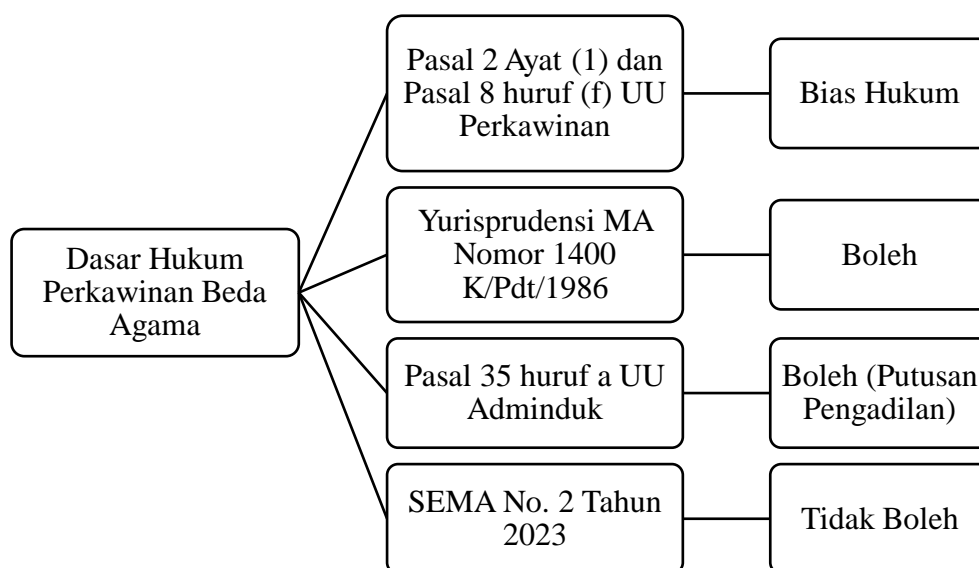 Dasar Hukum
Perkawinan Beda
Agama
Pasal 2 Ayat (1) dan
Pasal 8 huruf (f) UU
Perkawinan
Bias Hukum
Yurisprudensi MA
Nomor 1400
K/Pdt/1986
Boleh
Pasal 35 huruf a UU
Adminduk
Boleh (Putusan
Pengadilan)
SEMA No. 2 Tahun
2023
Tidak Boleh